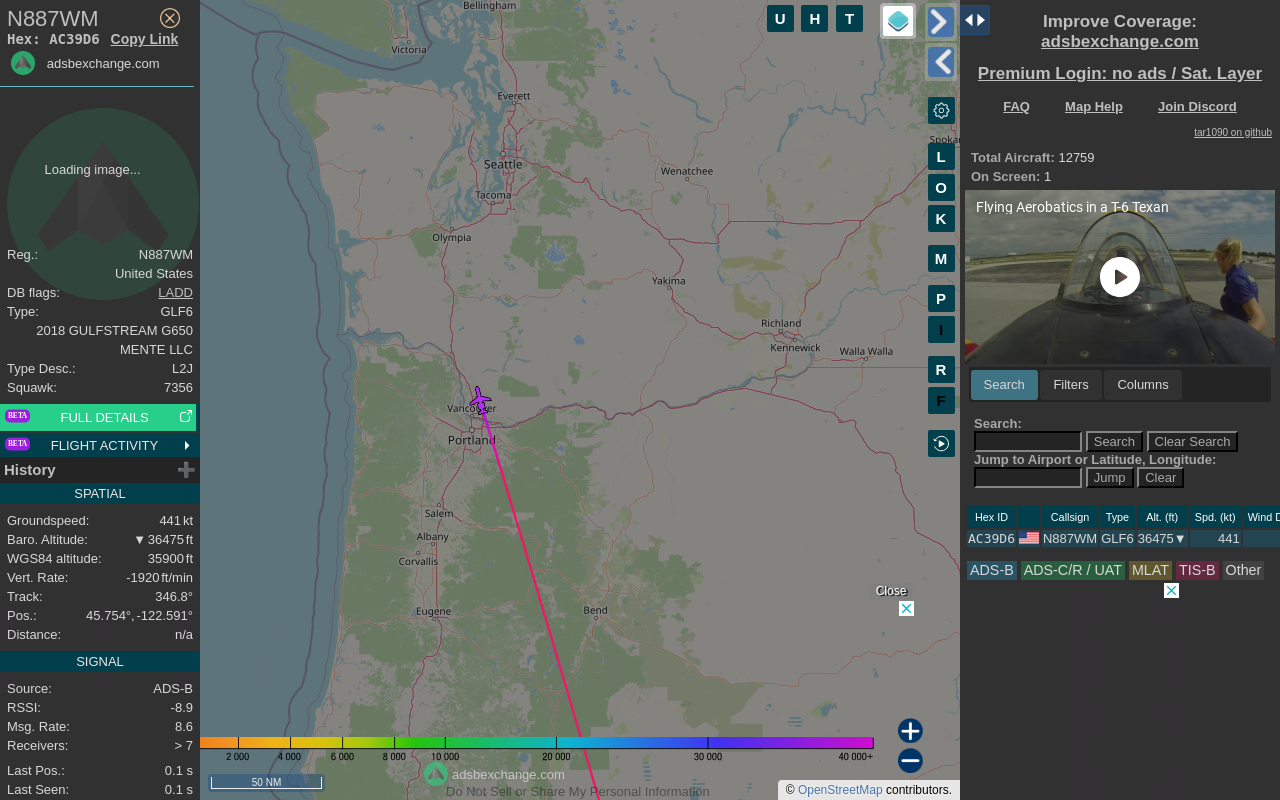 N887WM
Hex: AC39D6 Copy Link
adsbexchange.com
Loading image...
Reg.: N887WM
United States
DB flags: LADD
Type: GLF6
2018 GULFSTREAM G650
MENTE LLC
Type Desc.: L2J
Squawk: 7356
BETA FULL DETAILS
BETA FLIGHT ACTIVITY
History
SPATIAL
Groundspeed: 441 kt
Baro. Altitude: ▼ 36475 ft
WGS84 altitude: 35900 ft
Vert. Rate: -1920 ft/min
Track: 346.8°
Pos.: 45.754°, -122.591°
Distance: n/a
SIGNAL
Source: ADS-B
RSSI: -8.9
Msg. Rate: 8.6
Receivers: > 7
Last Pos.: 0.1 s
Last Seen: 0.1 s
Bellingham
Victoria
Everett
Seattle
Wenatchee
Tacoma
Olympia
Yakima
Richland
Kennewick
Walla Walla
Vancouver
Portland
Salem
Albany
Corvallis
Eugene
Bend
U H T
L
O
K
M
P
I
R
F
Close
2 000 4 000 6 000 8 000 10 000 20 000 30 000 40 000+
50 NM
adsbexchange.com
Do Not Sell or Share My Personal Information
© OpenStreetMap contributors.
Improve Coverage:
adsbexchange.com
Premium Login: no ads / Sat. Layer
FAQ Map Help Join Discord
tar1090 on github
Total Aircraft: 12759
On Screen: 1
Flying Aerobatics in a T-6 Texan
Search Filters Columns
Search:
Search Clear Search
Jump to Airport or Latitude, Longitude:
Jump Clear
Hex ID Callsign Type Alt. (ft) Spd. (kt) Wind D
AC39D6 N887WM GLF6 36475▼ 441
ADS-B ADS-C/R / UAT MLAT TIS-B Other